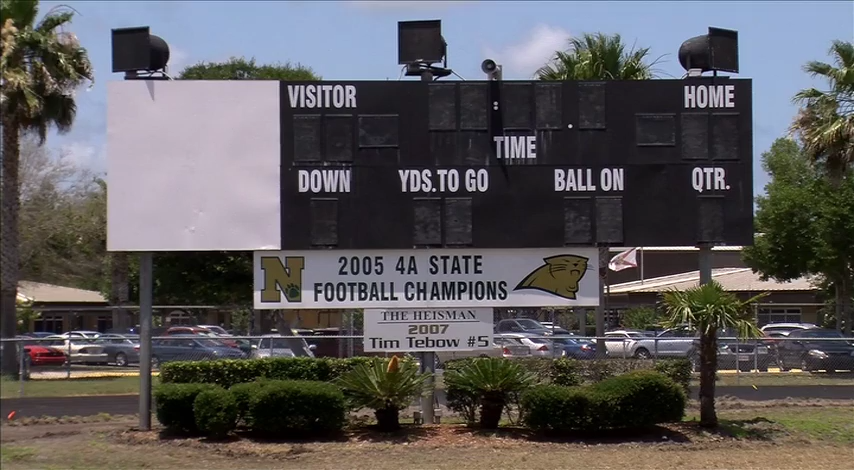 VISITOR
HOME
TIME
DOWN
YDS. TO GO
BALL ON
QTR.
N
2005 4A STATE
FOOTBALL CHAMPIONS
THE HEISMAN
2007
TIM TEBOW #5